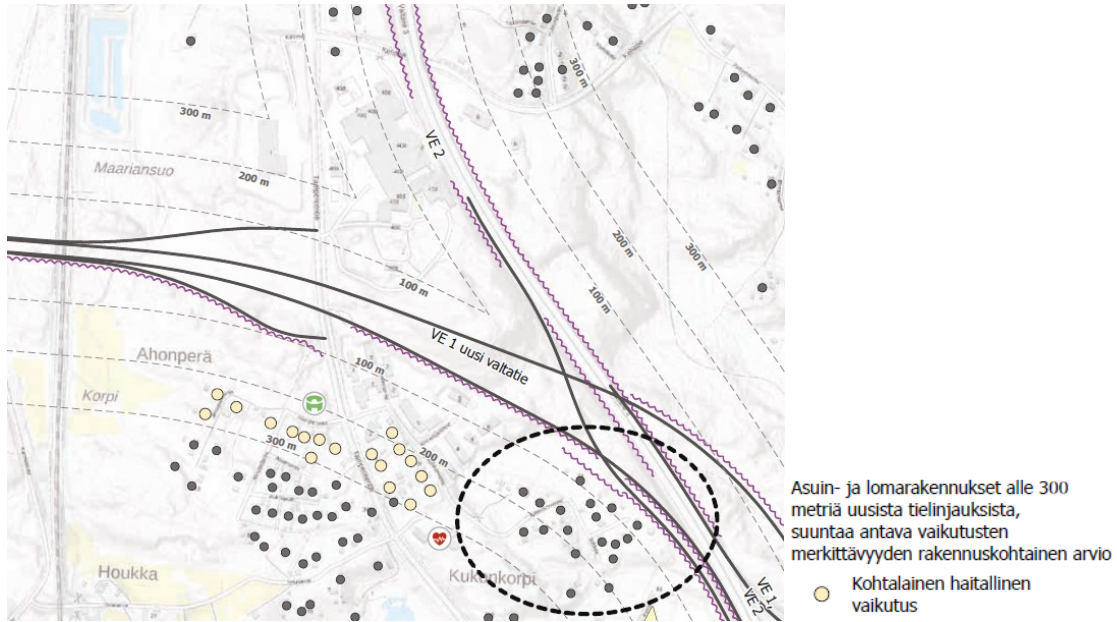 300 m
300 m
VE 2
Maariansuo
200 m
200 m
300 m
100 m
100 m
VE 1 uusi valtatie
100 m
Ahonperä
Korpi
200 m
300 m
Houkka
Kukunkorpi
VE 1,
VE 2
Asuin- ja lomarakennukset alle 300
metriä uusista tielinjauksista,
suuntaa antava vaikutusten
merkittävyyden rakennuskohtainen arvio
Kohtalainen haitallinen
vaikutus